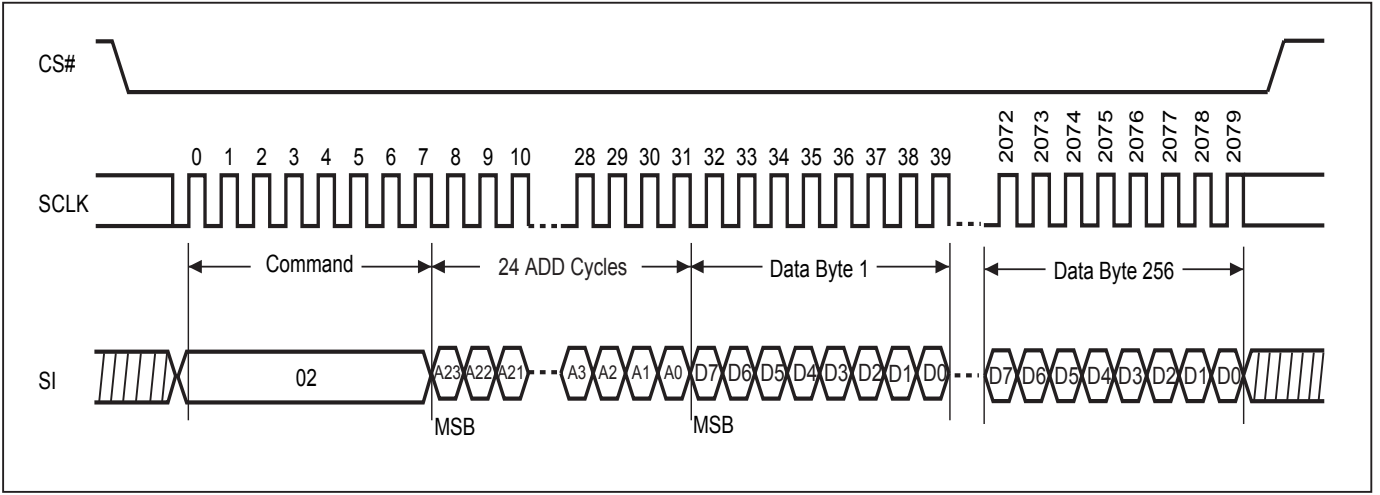 CS#
2072 2073 2074 2075 2076 2077 2078 2079
0 1 2 3 4 5 6 7 8 9 10 28 29 30 31 32 33 34 35 36 37 38 39
SCLK
Command 24 ADD Cycles Data Byte 1 Data Byte 256
SI 02 A23 A22 A21 A3 A2 A1 A0 D7 D6 D5 D4 D3 D2 D1 D0 D7 D6 D5 D4 D3 D2 D1 D0
MSB MSB